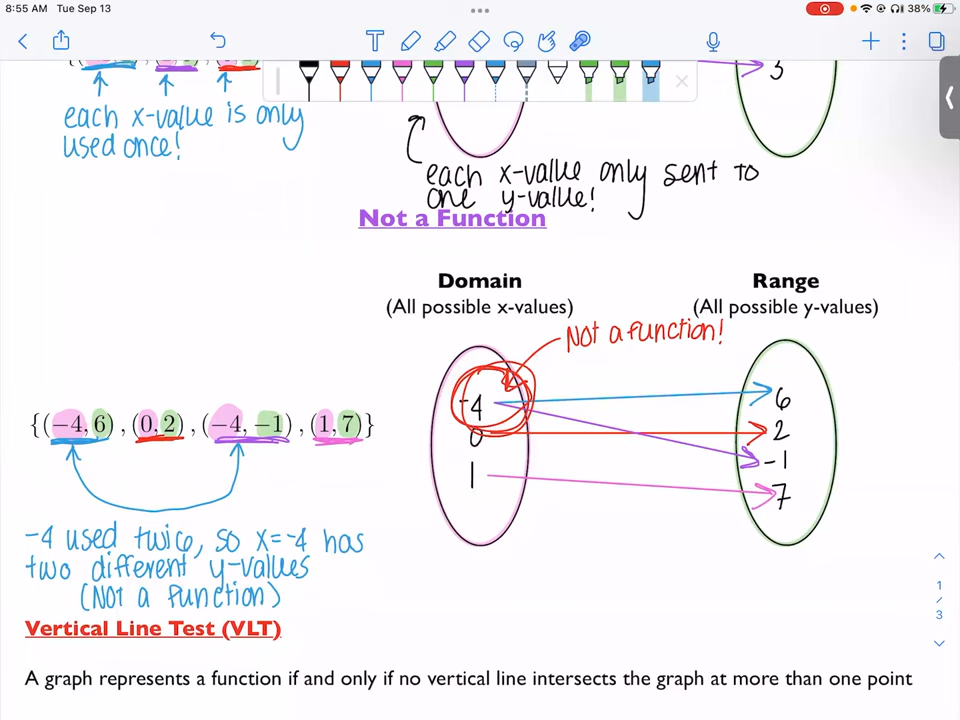 8:55 AM Tue Sep 13
38%
each x-value is only
used once!
3
each x-value only sent to
one y-value!
Not a Function
Domain
(All possible x-values)
Range
(All possible y-values)
Not a function!
{(−4, 6), (0, 2), (−4, −1), (1, 7)}
-4
0
1
6
2
-1
7
-4 used twice, so x=-4 has
two different y-values
(NOT a function)
1
/
3
Vertical Line Test (VLT)
A graph represents a function if and only if no vertical line intersects the graph at more than one point